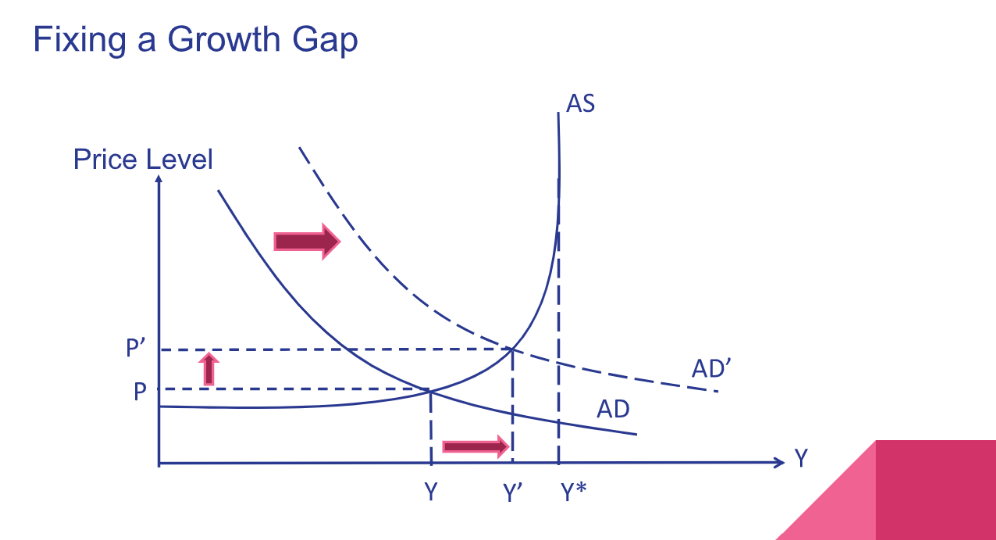 Fixing a Growth Gap
AS
Price Level
P’
AD’
P
AD
Y
Y
Y’
Y*